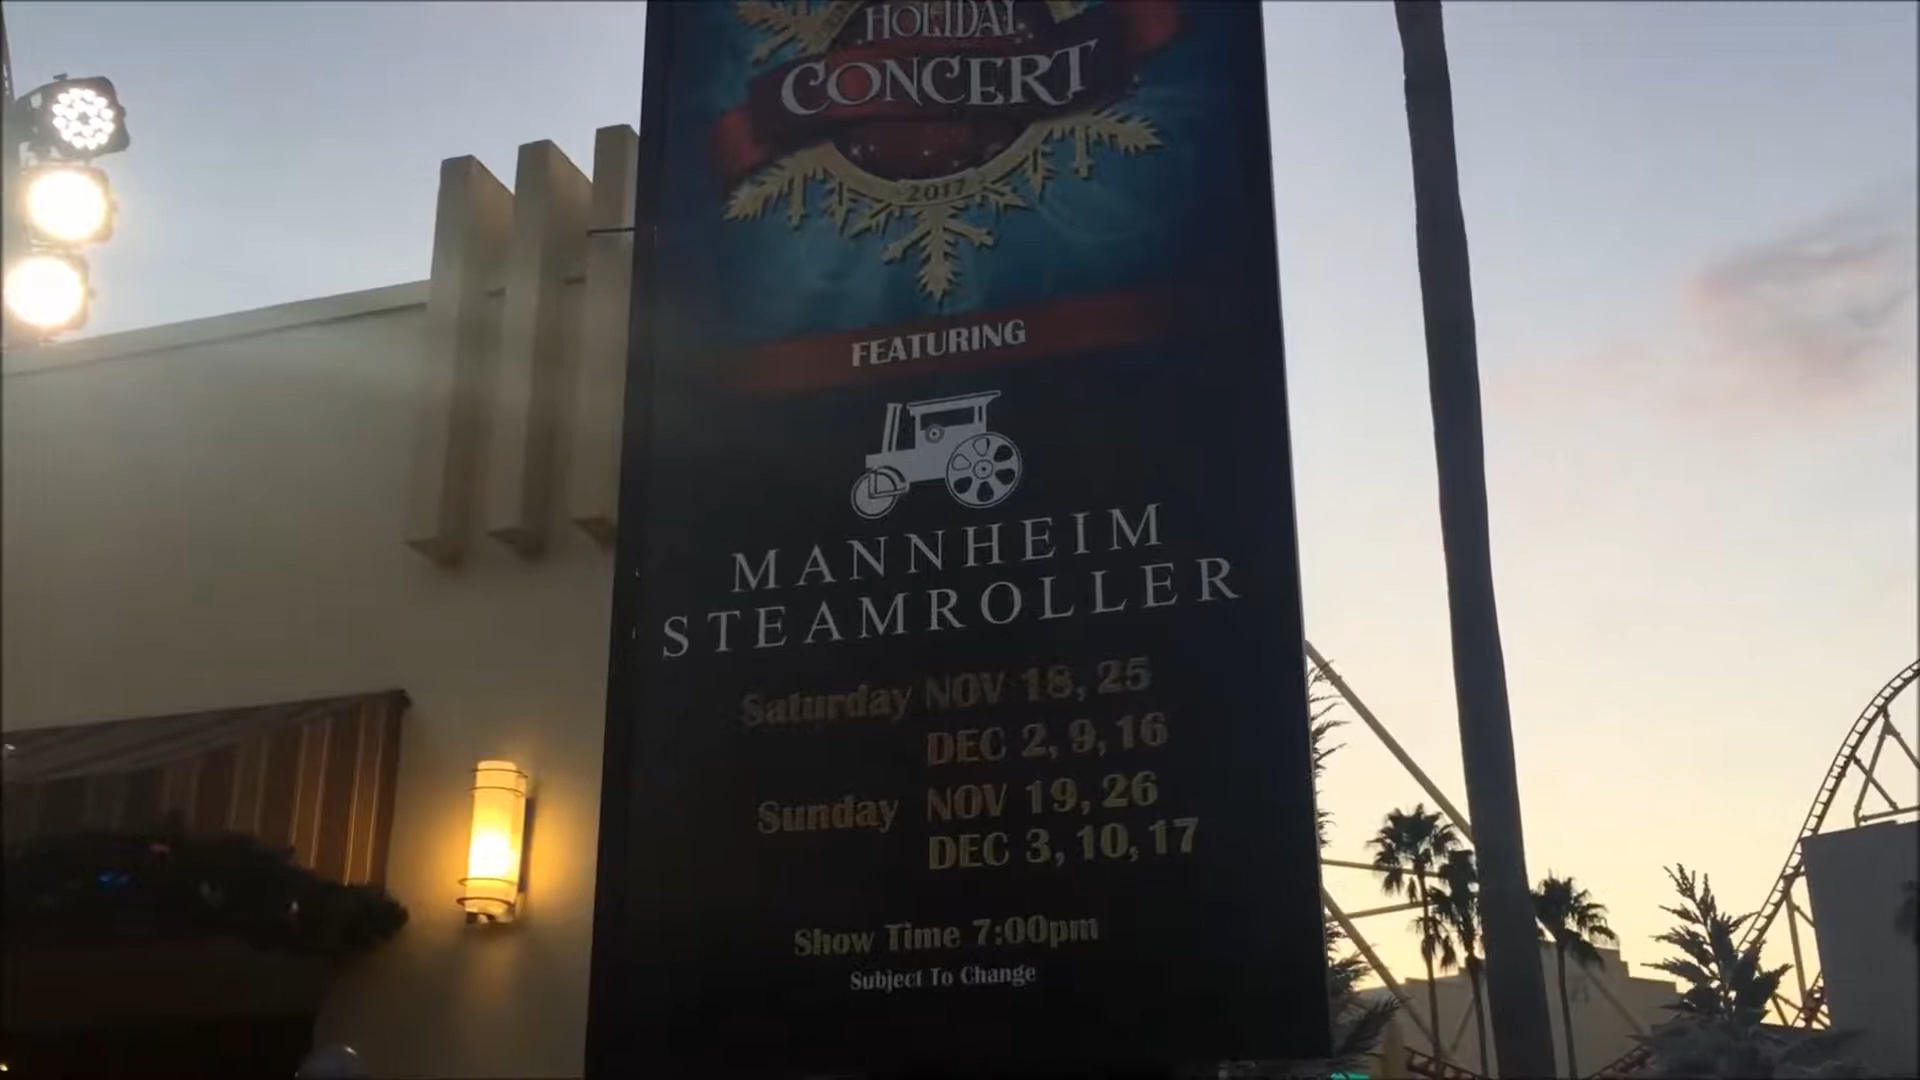 HOLIDAY
CONCERT
2017
FEATURING
MANNHEIM
STEAMROLLER
Saturday NOV 18, 25
DEC 2, 9, 16
Sunday NOV 19, 26
DEC 3, 10, 17
Show Time 7:00pm
Subject To Change